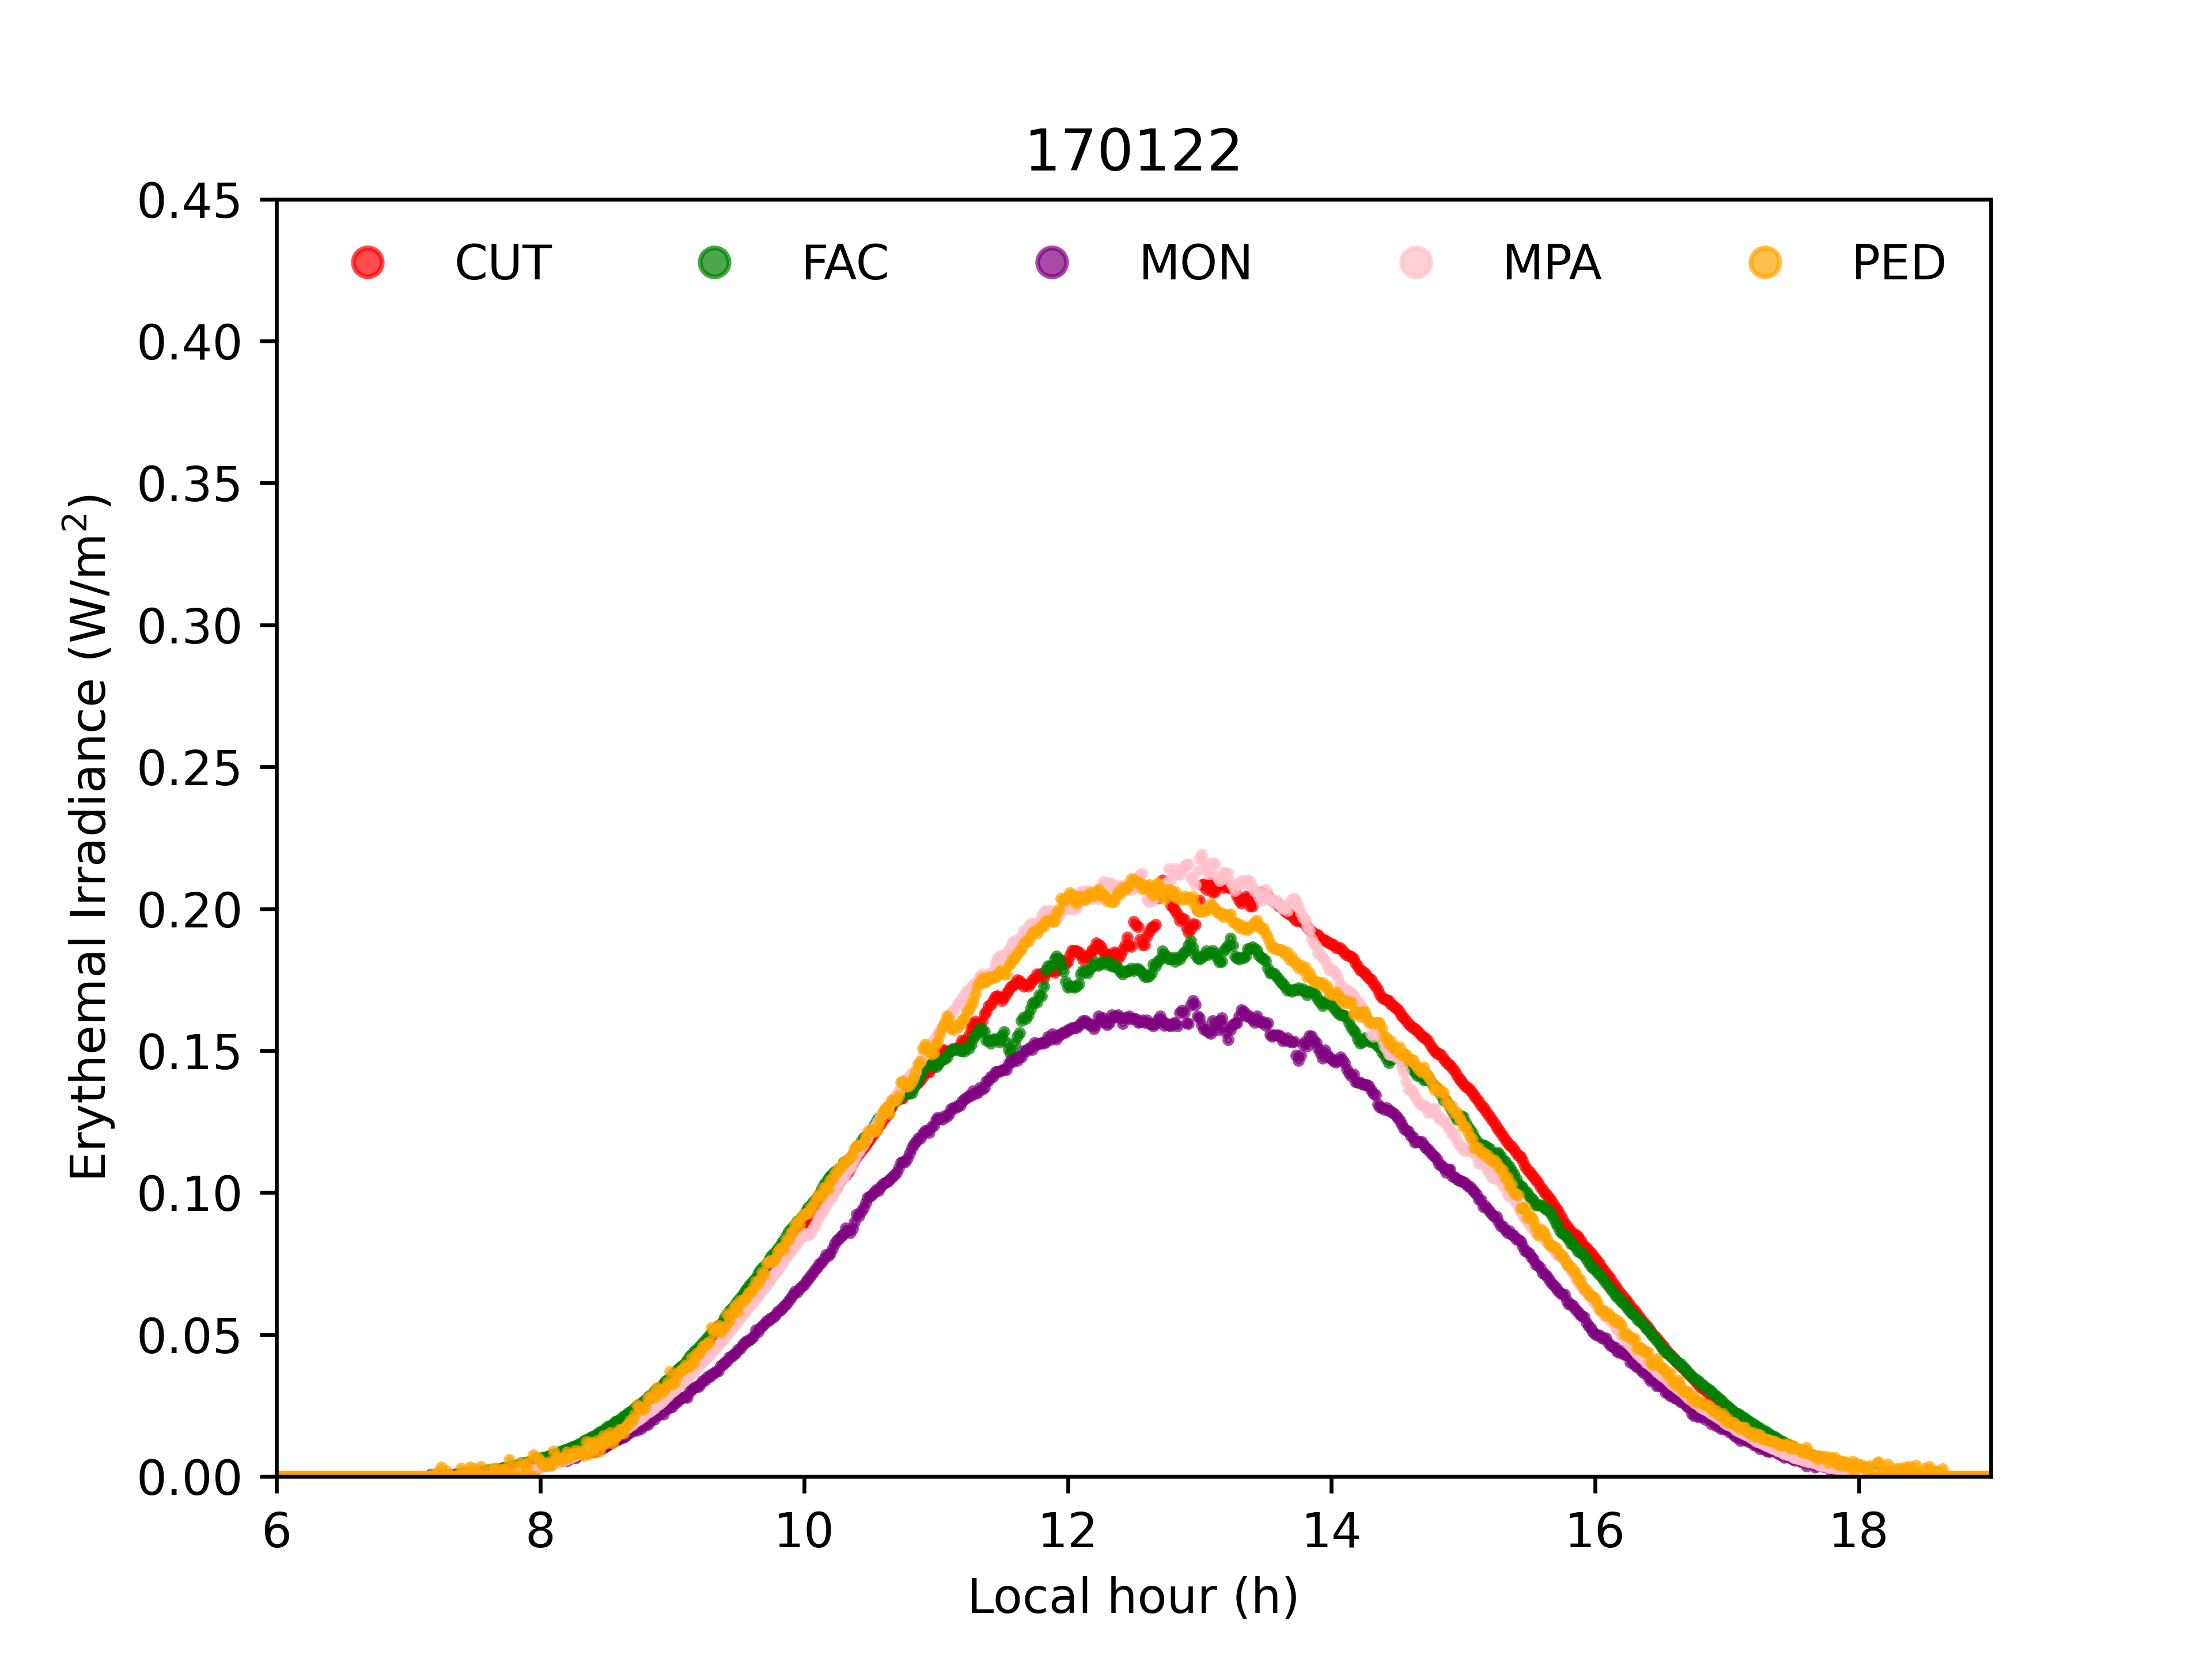 170122
CUT FAC MON MPA PED
0.45
0.40
0.35
0.30
0.25
0.20
0.15
0.10
0.05
0.00
Erythemal Irradiance (W/m²)
6 8 10 12 14 16 18
Local hour (h)